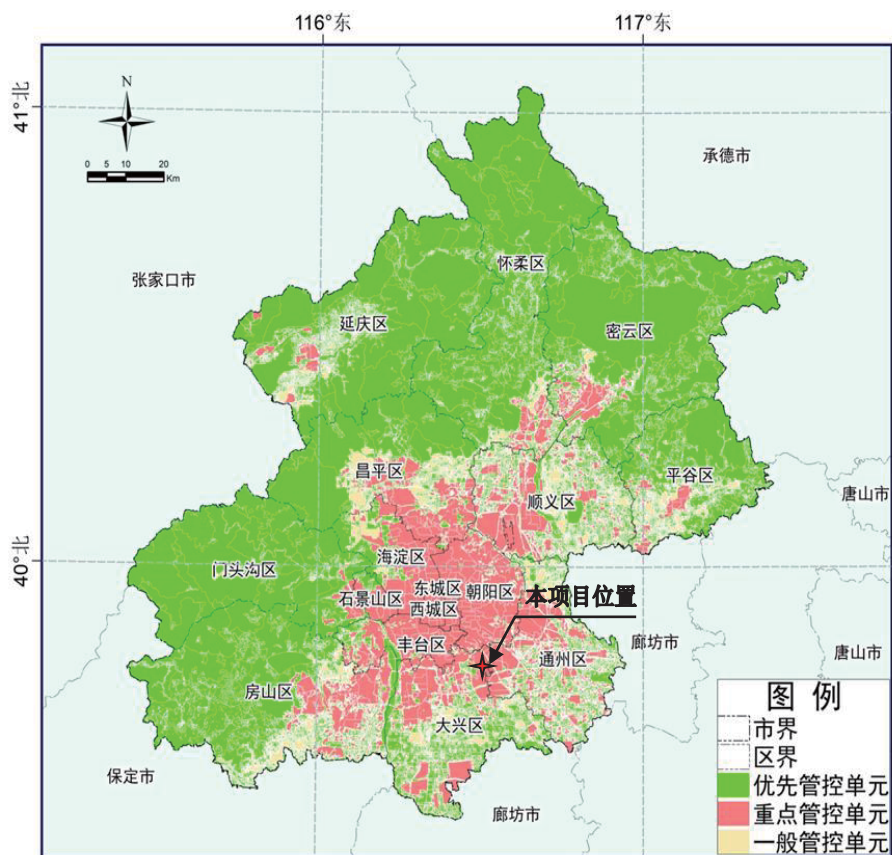 116°东
117°东
41°北
N
0 5 10 20
Km
承德市
张家口市
怀柔区
延庆区
密云区
昌平区
平谷区
顺义区
唐山市
40°北
海淀区
门头沟区
东城区
朝阳区
石景山区
西城区
本项目位置
丰台区
通州区
廊坊市
唐山市
房山区
大兴区
保定市
廊坊市
图 例
市界
区界
优先管控单元
重点管控单元
一般管控单元